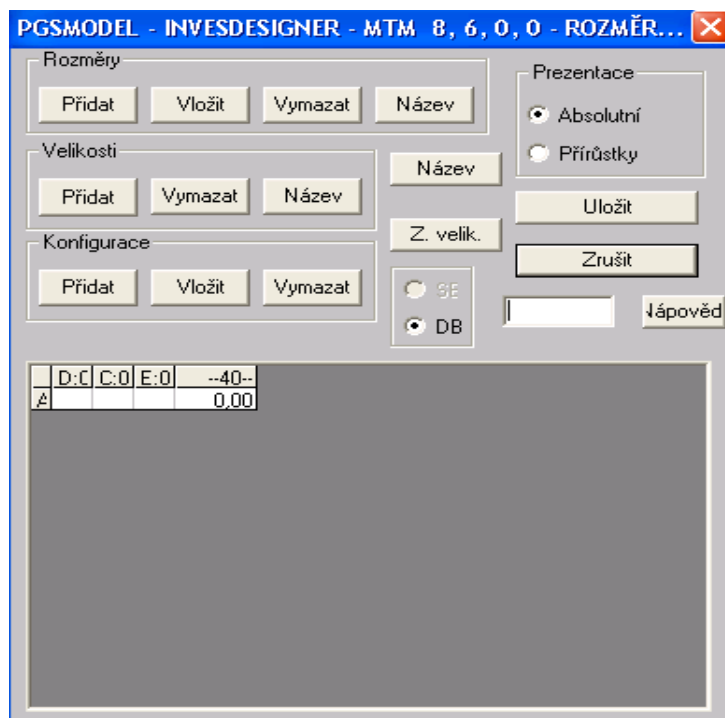 PGSMODEL - INVESDESIGNER - MTM 8, 6, 0, 0 - ROZMĚR...
Rozměry
Přidat Vložit Vymazat Název
Prezentace
Absolutní
Přírůstky
Velikosti
Přidat Vymazat Název
Název
Uložit
Z. velik.
Zrušit
Konfigurace
Přidat Vložit Vymazat
SE
DB
Nápověd
D:0 C:0 E:0 --40--
A 0,00